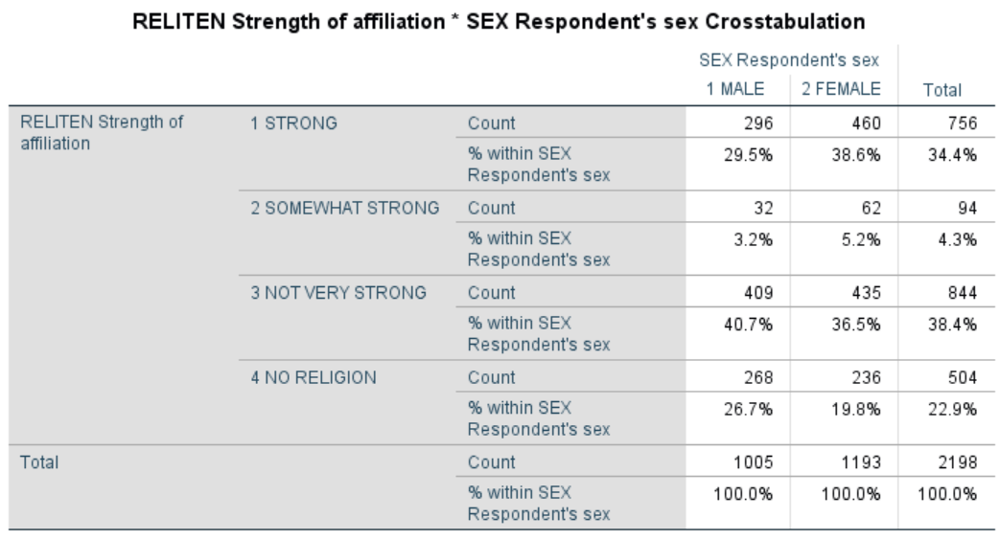 RELITEN Strength of affiliation * SEX Respondent's sex Crosstabulation
SEX Respondent's sex
1 MALE 2 FEMALE Total
RELITEN Strength of affiliation 1 STRONG Count 296 460 756
% within SEX Respondent's sex 29.5% 38.6% 34.4%
2 SOMEWHAT STRONG Count 32 62 94
% within SEX Respondent's sex 3.2% 5.2% 4.3%
3 NOT VERY STRONG Count 409 435 844
% within SEX Respondent's sex 40.7% 36.5% 38.4%
4 NO RELIGION Count 268 236 504
% within SEX Respondent's sex 26.7% 19.8% 22.9%
Total Count 1005 1193 2198
% within SEX Respondent's sex 100.0% 100.0% 100.0%